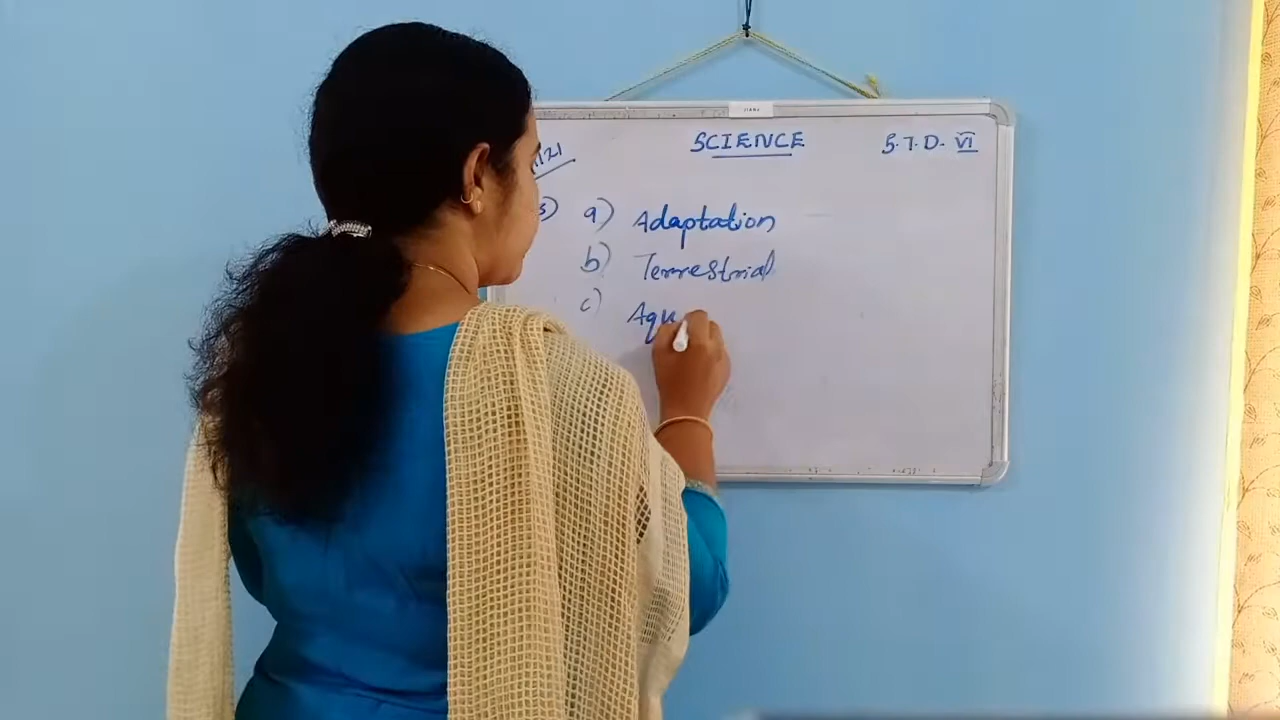 SCIENCE
S.T.D. VI
a) Adaptation
b) Terrestrial
c) Aqu